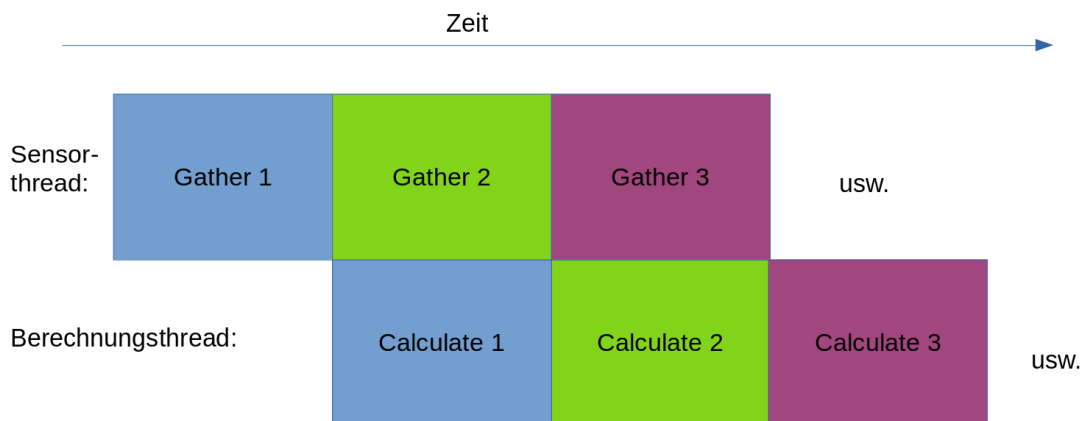 Zeit
Sensor-
thread:
Gather 1
Gather 2
Gather 3
usw.
Berechnungsthread:
Calculate 1
Calculate 2
Calculate 3
usw.